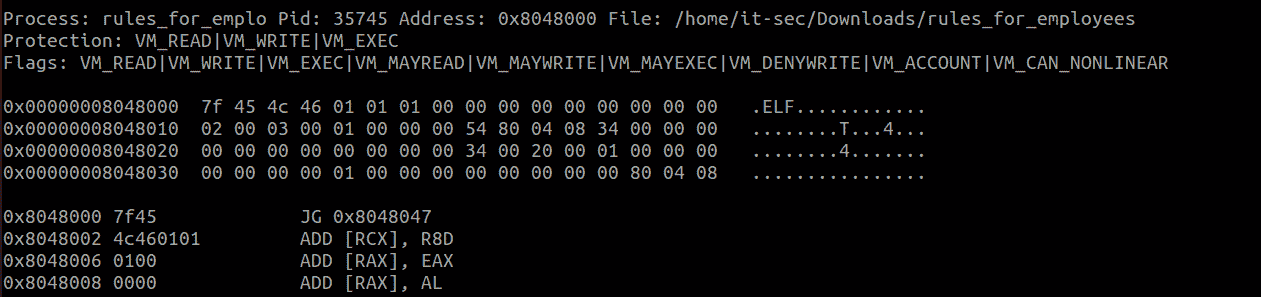 Process: rules_for_emplo Pid: 35745 Address: 0x8048000 File: /home/it-sec/Downloads/rules_for_employees
Protection: VM_READ|VM_WRITE|VM_EXEC
Flags: VM_READ|VM_WRITE|VM_EXEC|VM_MAYREAD|VM_MAYWRITE|VM_MAYEXEC|VM_DENYWRITE|VM_ACCOUNT|VM_CAN_NONLINEAR
0x00000008048000 7f 45 4c 46 01 01 01 00 00 00 00 00 00 00 00 00 .ELF............
0x00000008048010 02 00 03 00 01 00 00 00 54 80 04 08 34 00 00 00 ........T...4...
0x00000008048020 00 00 00 00 00 00 00 00 34 00 20 00 01 00 00 00 ........4.......
0x00000008048030 00 00 00 00 01 00 00 00 00 00 00 00 00 80 04 08 ................
0x8048000 7f45 JG 0x8048047
0x8048002 4c460101 ADD [RCX], R8D
0x8048006 0100 ADD [RAX], EAX
0x8048008 0000 ADD [RAX], AL